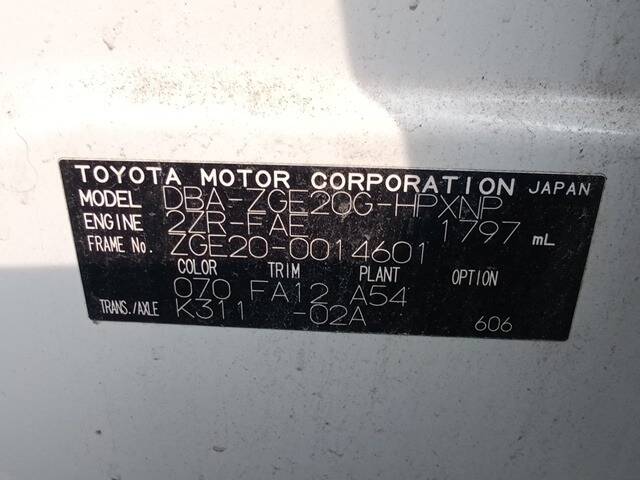 TOYOTA MOTOR CORPORATION JAPAN
MODEL DBA-ZGE20G-HPXNP
ENGINE 2ZR-FAE 1797 mL
FRAME No. ZGE20-0014601
COLOR TRIM PLANT OPTION
070 FA12 A54
TRANS./AXLE K311 -02A
606